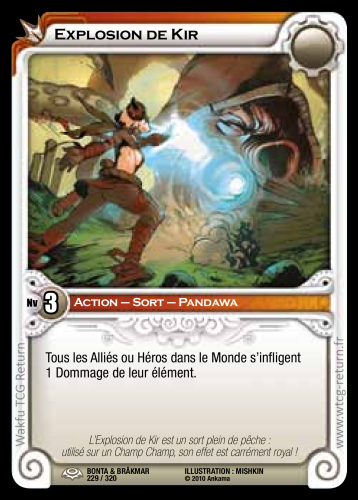 Explosion de Kir
Nv 3 Action – Sort – Pandawa
Tous les Alliés ou Héros dans le Monde s'infligent
1 Dommage de leur élément.
L'Explosion de Kir est un sort plein de pêche :
utilisé sur un Champ Champ, son effet est carrément royal !
BONTA & BRÂKMAR
229 / 320
ILLUSTRATION : MISHKIN
© 2010 Ankama
Wakfu TCG Return
www.wtcg-return.fr